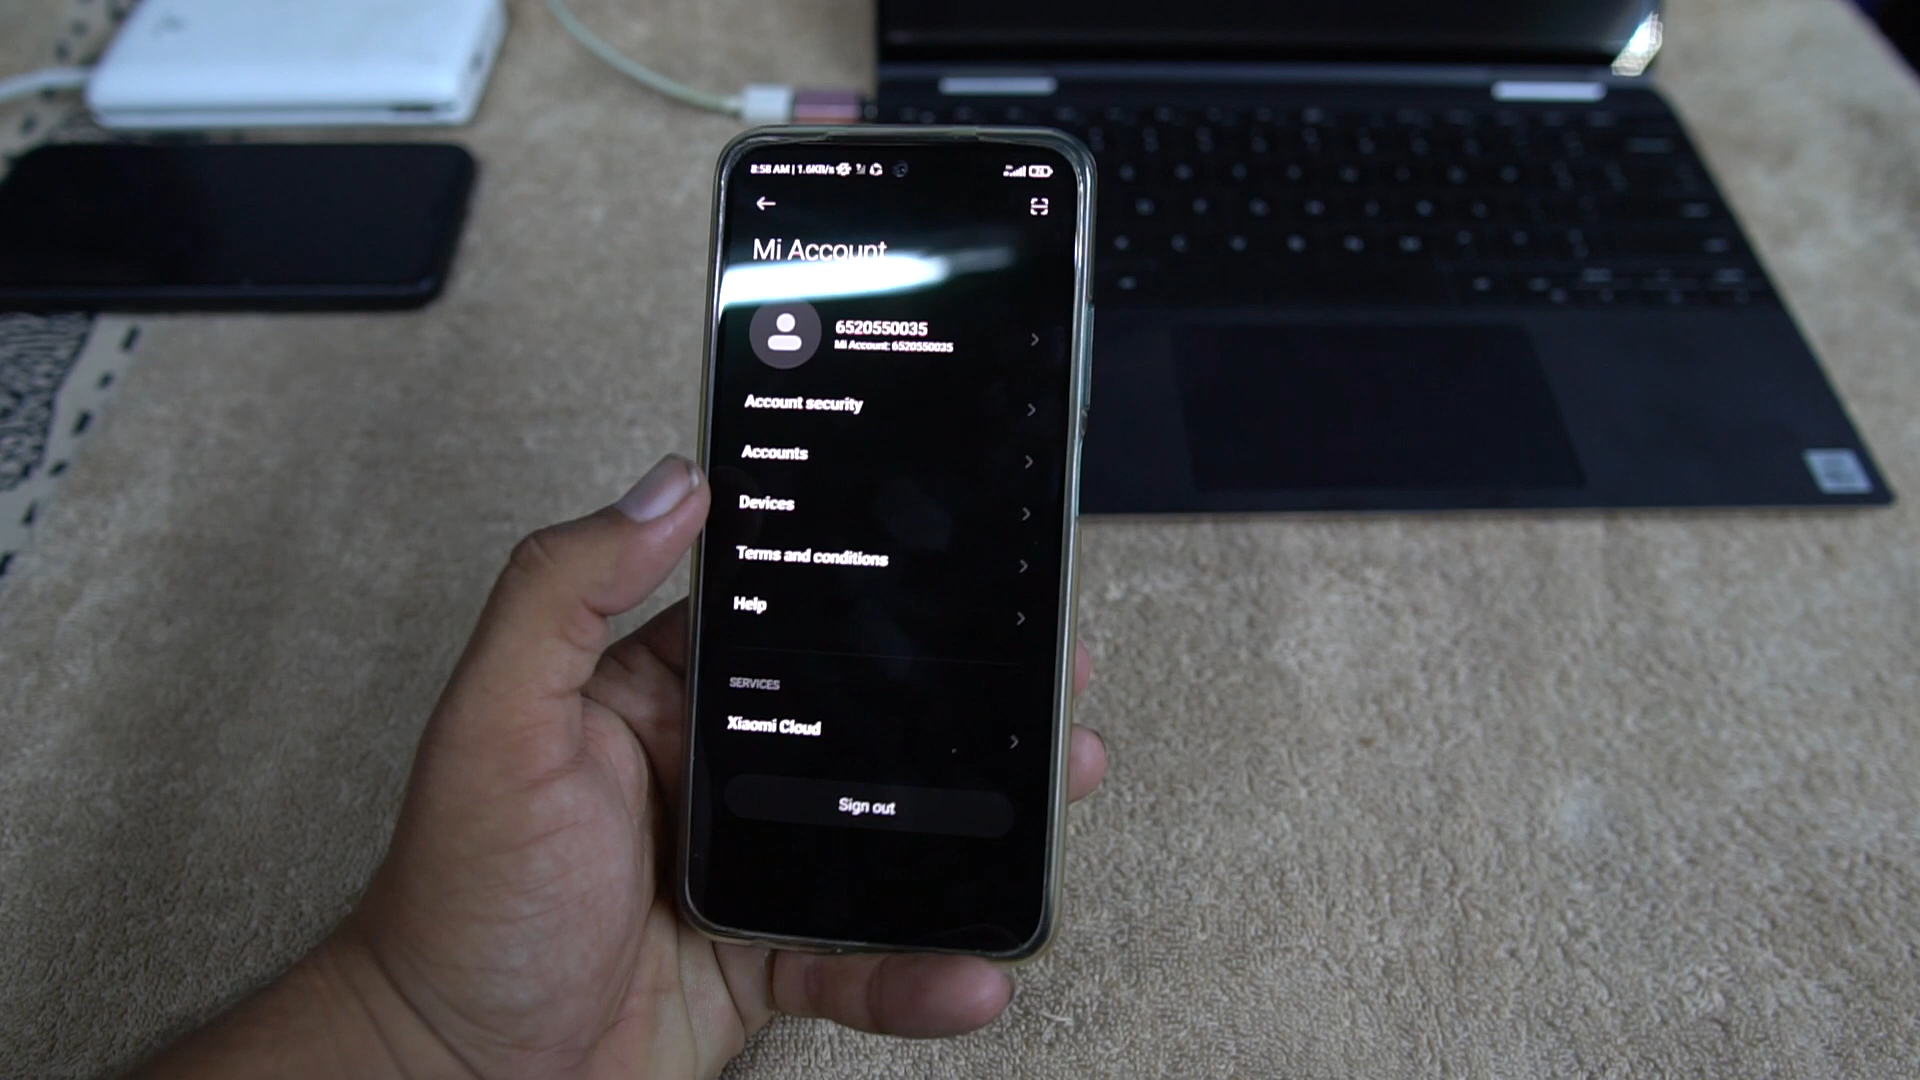 8:58 AM | 1.6KB/s
Mi Account
6520550035
Mi Account: 6520550035
Account security
Accounts
Devices
Terms and conditions
Help
SERVICES
Xiaomi Cloud
Sign out